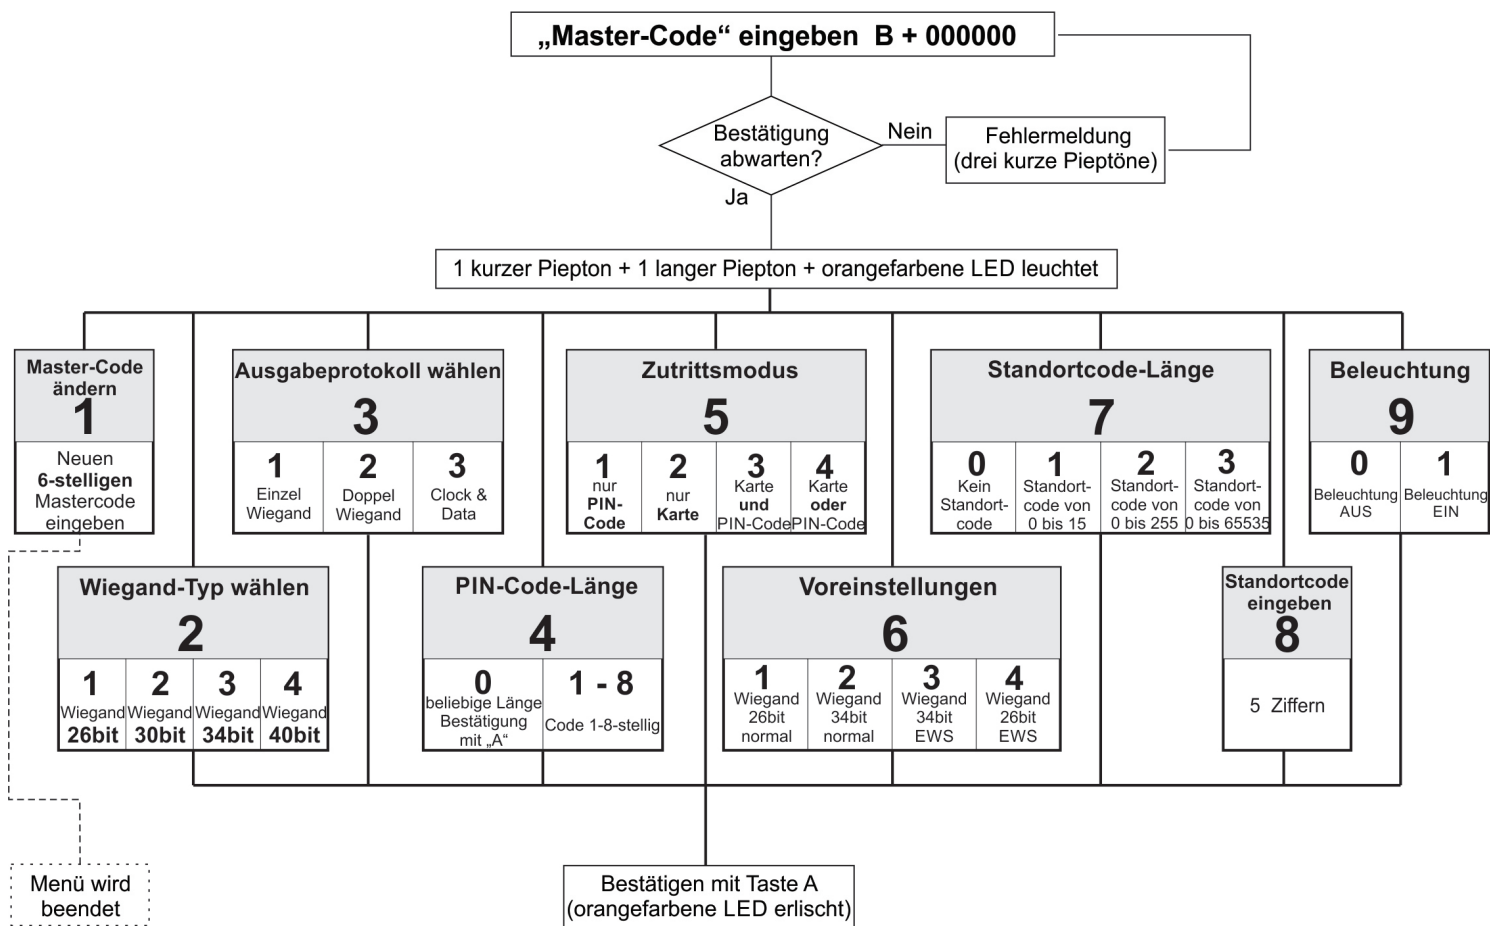 „Master-Code“ eingeben B + 000000
Bestätigung
abwarten?
Nein
Fehlermeldung
(drei kurze Pieptöne)
Ja
1 kurzer Piepton + 1 langer Piepton + orangefarbene LED leuchtet
Master-Code
ändern
1
Neuen
6-stelligen
Mastercode
eingeben
Ausgabeprotokoll wählen
3
1
Einzel
Wiegand
2
Doppel
Wiegand
3
Clock &
Data
Zutrittsmodus
5
1
nur
PIN-
Code
2
nur
Karte
3
Karte
und
PIN-Code
4
Karte
oder
PIN-Code
Standortcode-Länge
7
0
Kein
Standort-
code
1
Standort-
code von
0 bis 15
2
Standort-
code von
0 bis 255
3
Standort-
code von
0 bis 65535
Beleuchtung
9
0
Beleuchtung
AUS
1
Beleuchtung
EIN
Wiegand-Typ wählen
2
1
Wiegand
26bit
2
Wiegand
30bit
3
Wiegand
34bit
4
Wiegand
40bit
PIN-Code-Länge
4
0
beliebige Länge
Bestätigung
mit „A“
1 - 8
Code 1-8-stellig
Voreinstellungen
6
1
Wiegand
26bit
normal
2
Wiegand
34bit
normal
3
Wiegand
34bit
EWS
4
Wiegand
26bit
EWS
Standortcode
eingeben
8
5 Ziffern
Menü wird
beendet
Bestätigen mit Taste A
(orangefarbene LED erlischt)